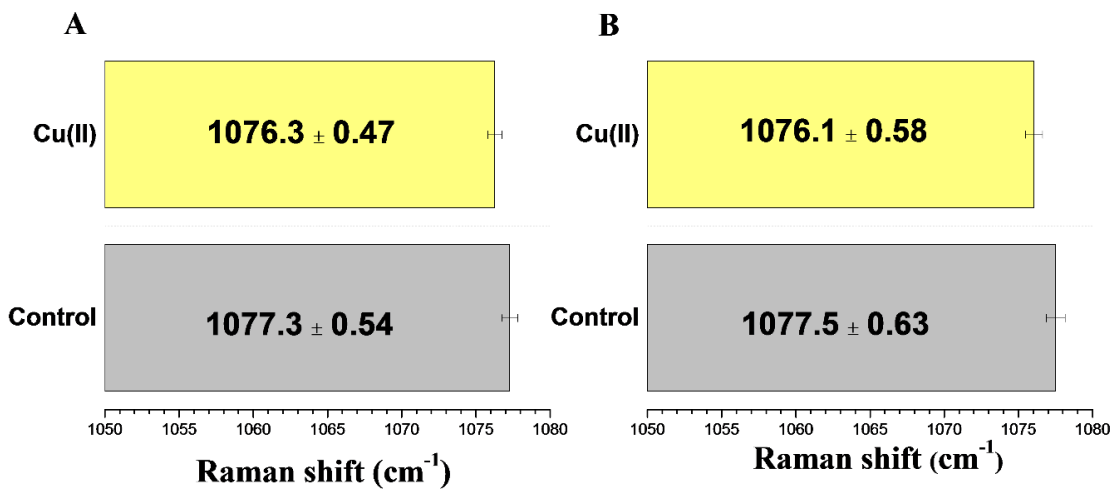 A
Cu(II)
1076.3 ± 0.47
Control
1077.3 ± 0.54
1050 1055 1060 1065 1070 1075 1080
Raman shift (cm⁻¹)
B
Cu(II)
1076.1 ± 0.58
Control
1077.5 ± 0.63
1050 1055 1060 1065 1070 1075 1080
Raman shift (cm⁻¹)